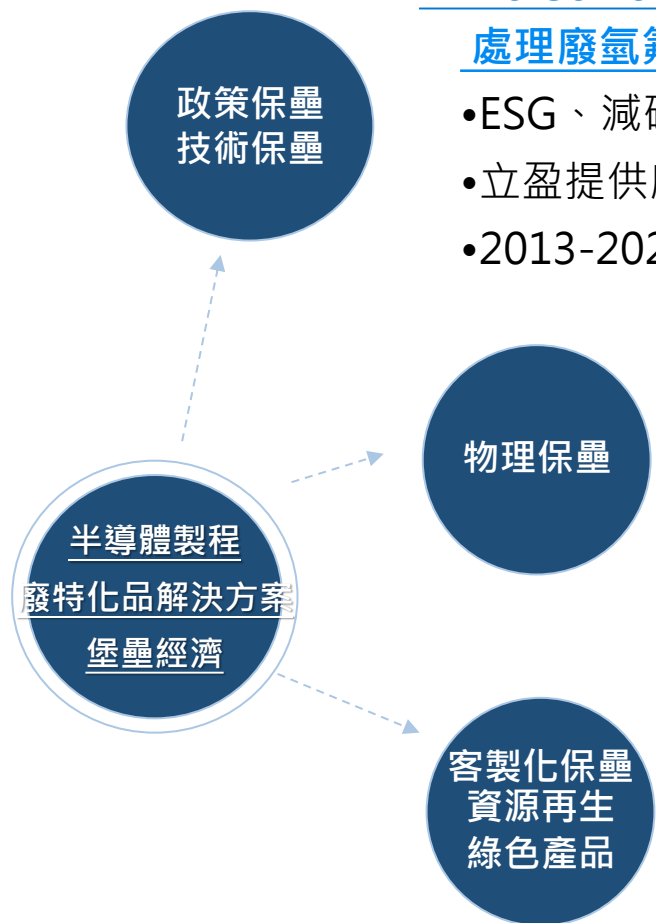 處理廢氫
•ESG、減
•立盈提供
•2013-202
政策保壘
技術保壘
物理保壘
半導體製程
廢特化品解決方案
堡壘經濟
客製化保壘
資源再生
綠色產品